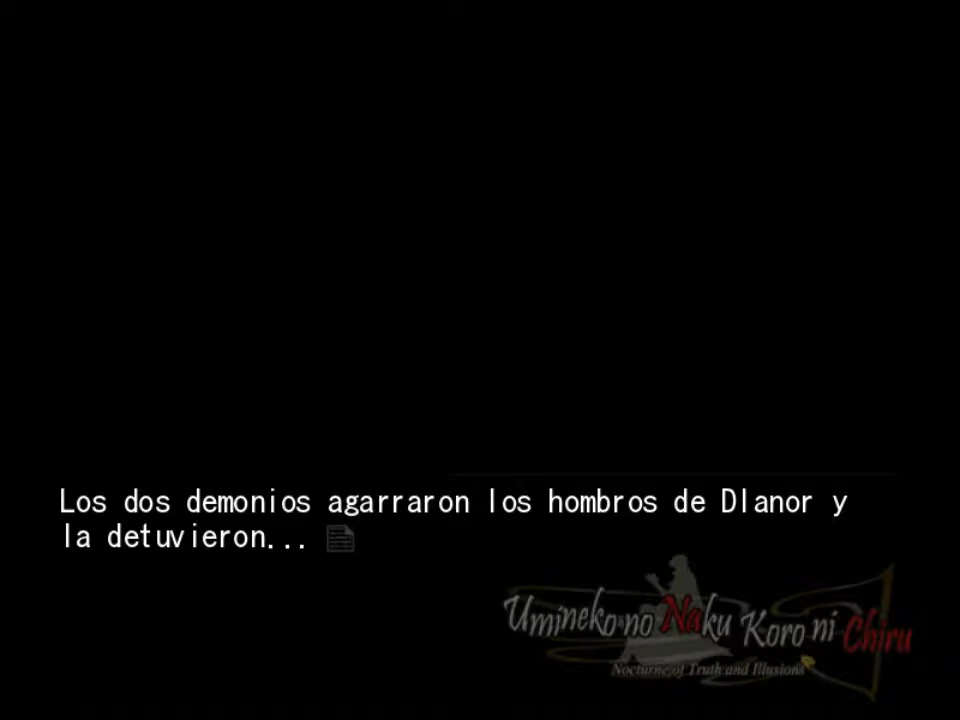 Los dos demonios agarraron los hombros de Dlanor y
la detuvieron...
Umineko no Naku Koro ni Chiru
Nocturne of Truth and Illusions